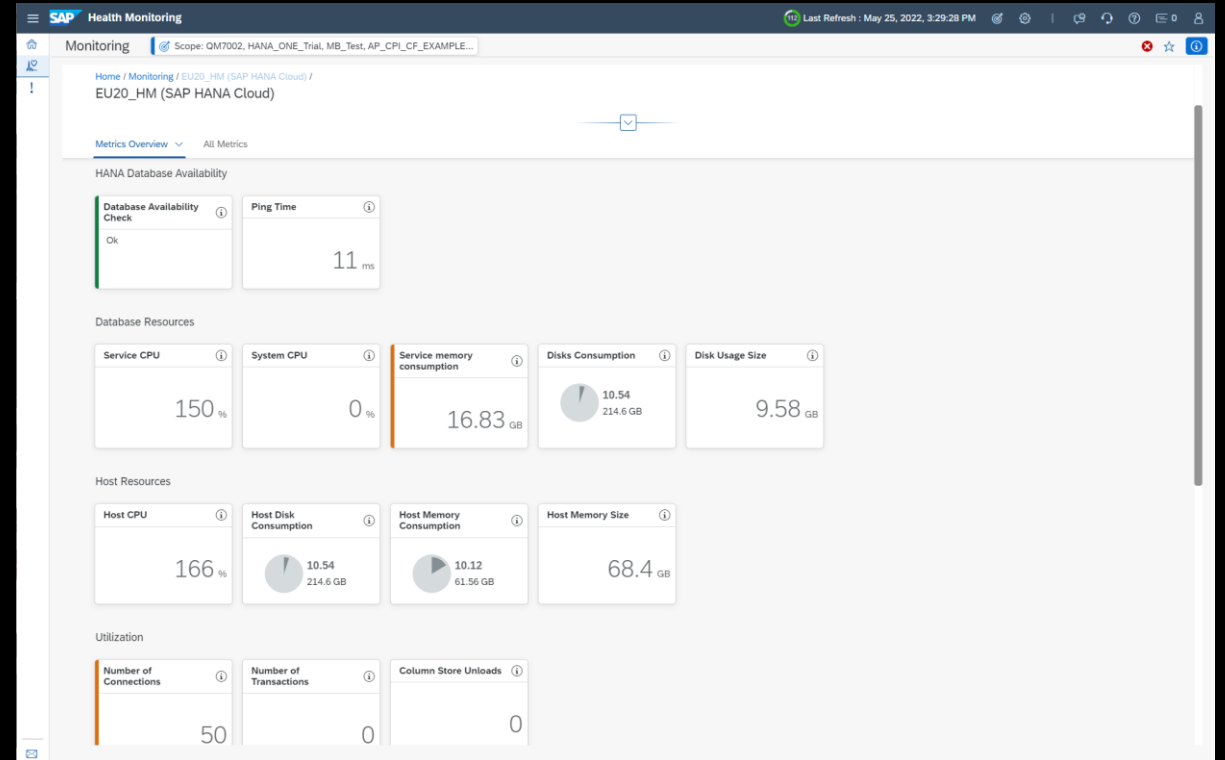 SAP Health Monitoring
112 Last Refresh : May 25, 2022, 3:29:28 PM
0
Monitoring
Scope: QM7002, HANA_ONE_Trial, MB_Test, AP_CPI_CF_EXAMPLE...
Home / Monitoring / EU20_HM (SAP HANA Cloud) /
EU20_HM (SAP HANA Cloud)
Metrics Overview
All Metrics
HANA Database Availability
Database Availability
Check
Ok
Ping Time
11 ms
Database Resources
Service CPU
150 %
System CPU
0 %
Service memory
consumption
16.83 GB
Disks Consumption
10.54
214.6 GB
Disk Usage Size
9.58 GB
Host Resources
Host CPU
166 %
Host Disk
Consumption
10.54
214.6 GB
Host Memory
Consumption
10.12
61.56 GB
Host Memory Size
68.4 GB
Utilization
Number of
Connections
50
Number of
Transactions
0
Column Store Unloads
0